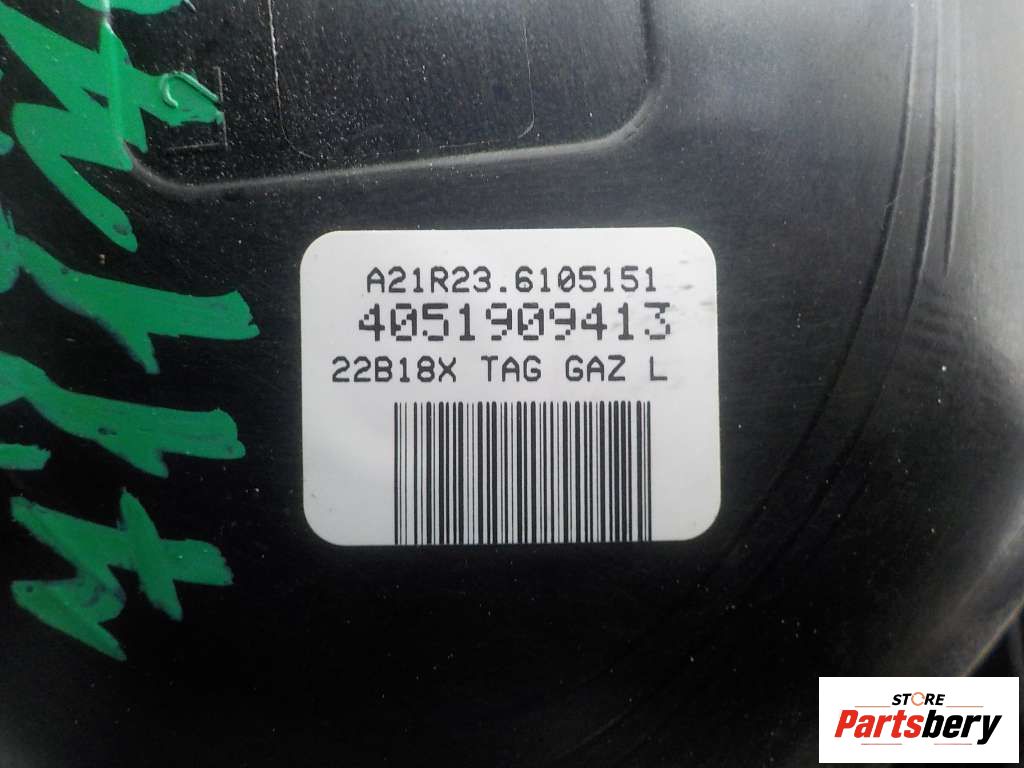 A21R23.6105151
4051909413
22B18X TAG GAZ L
STORE
Partsbery